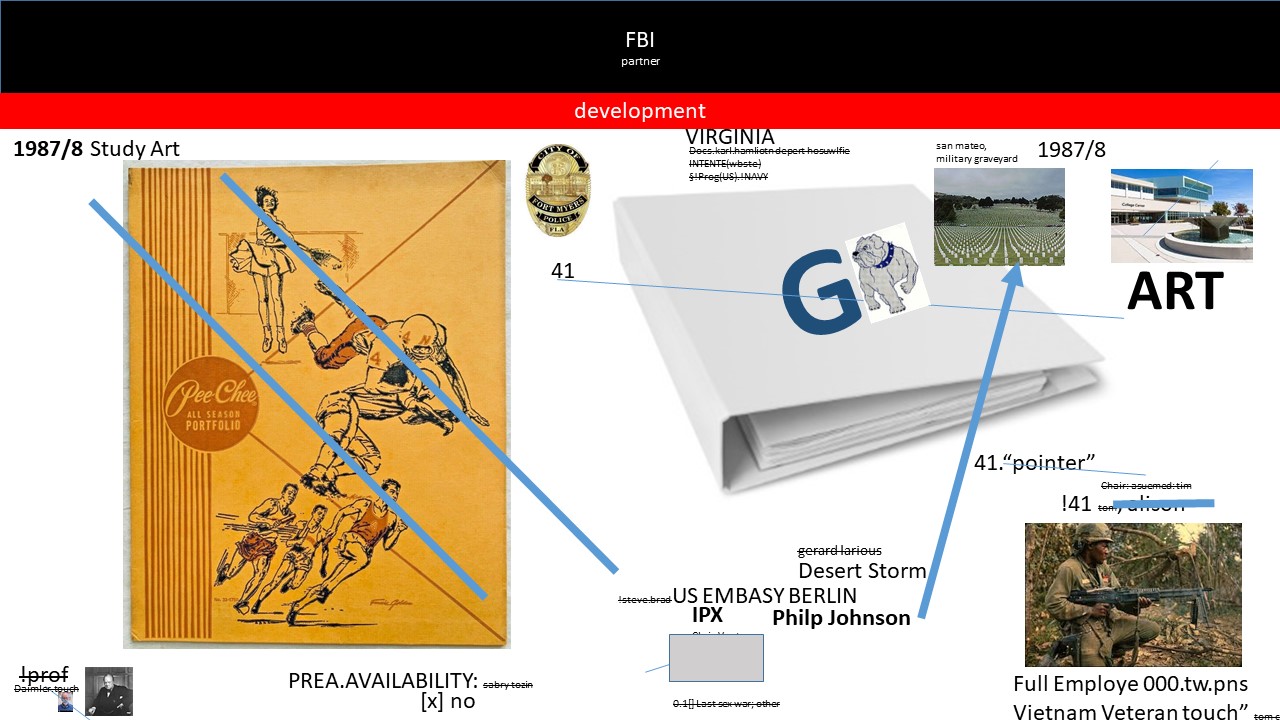 FBI
partner
development
1987/8 Study Art
VIRGINIA
Docs.karl.hamliotn depert hosuwlfie
INTENTE(wbste)
§!Prog(US).!NAVY
san mateo,
military graveyard
1987/8
CITY OF
FORT MYERS
POLICE
FLA
College Center
41
G
ART
Pee-Chee
ALL SEASON
PORTFOLIO
41.“pointer”
Chair: asuemed: tim
!41 tom, alison
gerard larious
Desert Storm
!steve.brad US EMBASY BERLIN
IPX
Philp Johnson
!prof
Daimler.touch
PREA.AVAILABILITY: sabry tozin
[x] no
0.1[] Last sex war; other
Full Employe 000.tw.pns
Vietnam Veteran touch”